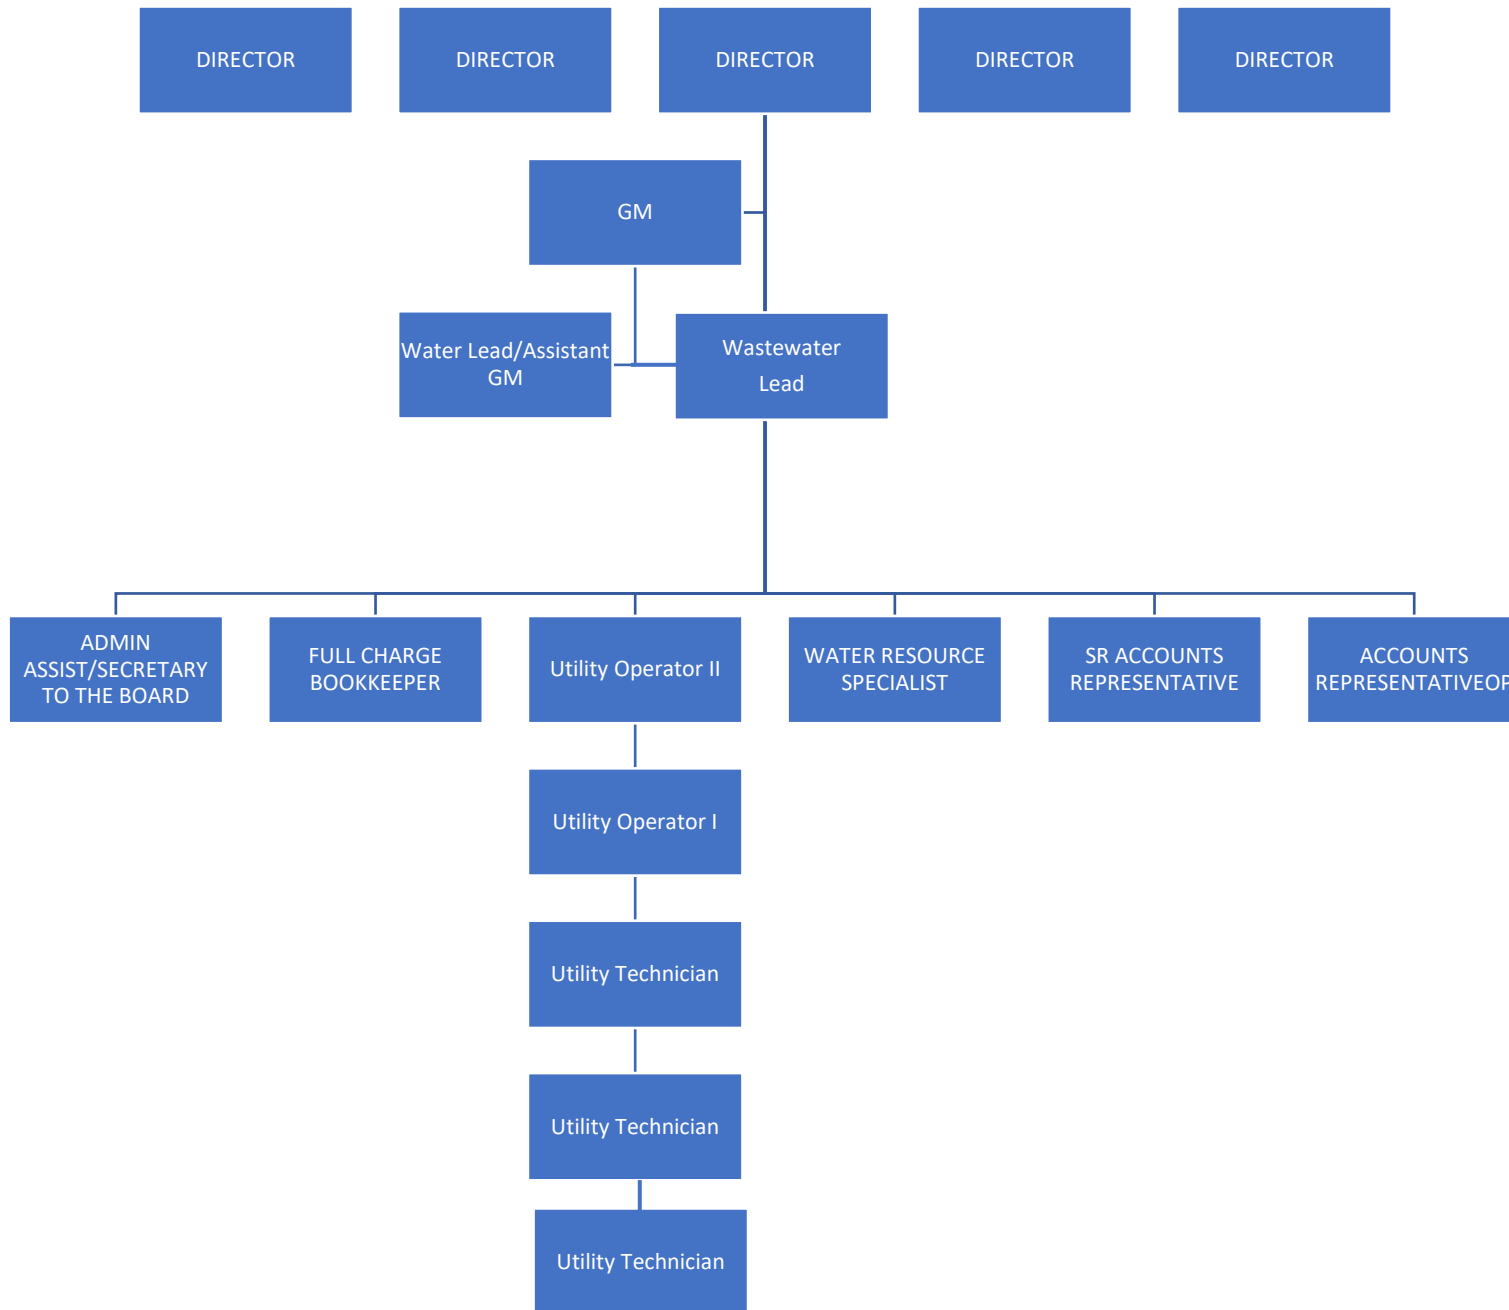 DIRECTOR
DIRECTOR
DIRECTOR
DIRECTOR
DIRECTOR
GM
Water Lead/Assistant
GM
Wastewater
Lead
ADMIN
ASSIST/SECRETARY
TO THE BOARD
FULL CHARGE
BOOKKEEPER
Utility Operator II
WATER RESOURCE
SPECIALIST
SR ACCOUNTS
REPRESENTATIVE
ACCOUNTS
REPRESENTATIVEOP
Utility Operator I
Utility Technician
Utility Technician
Utility Technician